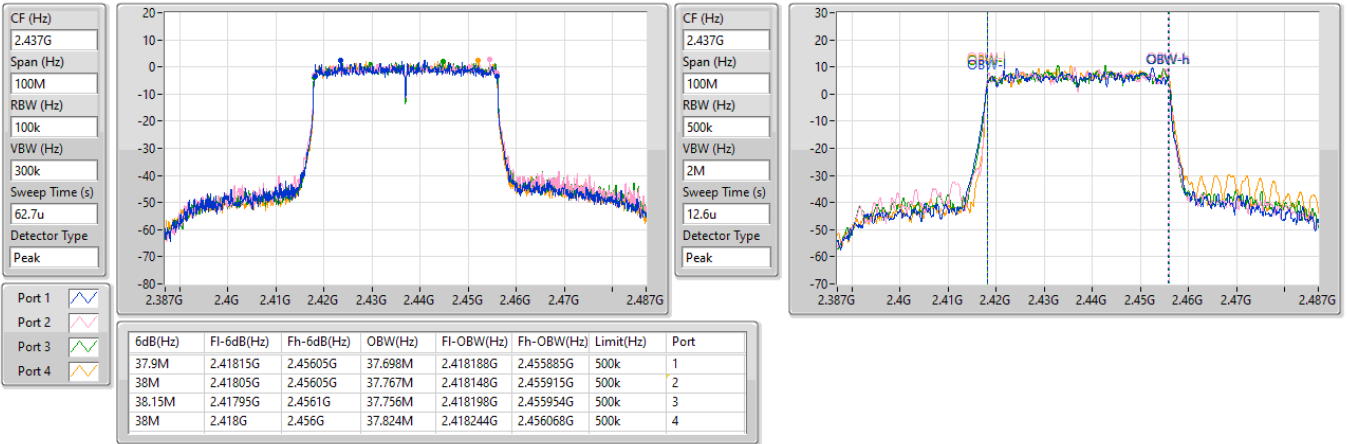 CF (Hz)
2.437G
Span (Hz)
100M
RBW (Hz)
100k
VBW (Hz)
300k
Sweep Time (s)
62.7u
Detector Type
Peak
20
10
0
-10
-20
-30
-40
-50
-60
-70
-80
2.387G 2.4G 2.41G 2.42G 2.43G 2.44G 2.45G 2.46G 2.47G 2.487G
CF (Hz)
2.437G
Span (Hz)
100M
RBW (Hz)
500k
VBW (Hz)
2M
Sweep Time (s)
12.6u
Detector Type
Peak
30
20
10
0
-10
-20
-30
-40
-50
-60
-70
OBW-l OBW-h
2.387G 2.4G 2.41G 2.42G 2.43G 2.44G 2.45G 2.46G 2.47G 2.487G
Port 1
Port 2
Port 3
Port 4
6dB(Hz) Fl-6dB(Hz) Fh-6dB(Hz) OBW(Hz) Fl-OBW(Hz) Fh-OBW(Hz) Limit(Hz) Port
37.9M 2.41815G 2.45605G 37.698M 2.418188G 2.455885G 500k 1
38M 2.41805G 2.45605G 37.767M 2.418148G 2.455915G 500k 2
38.15M 2.41795G 2.4561G 37.756M 2.418198G 2.455954G 500k 3
38M 2.418G 2.456G 37.824M 2.418244G 2.456068G 500k 4